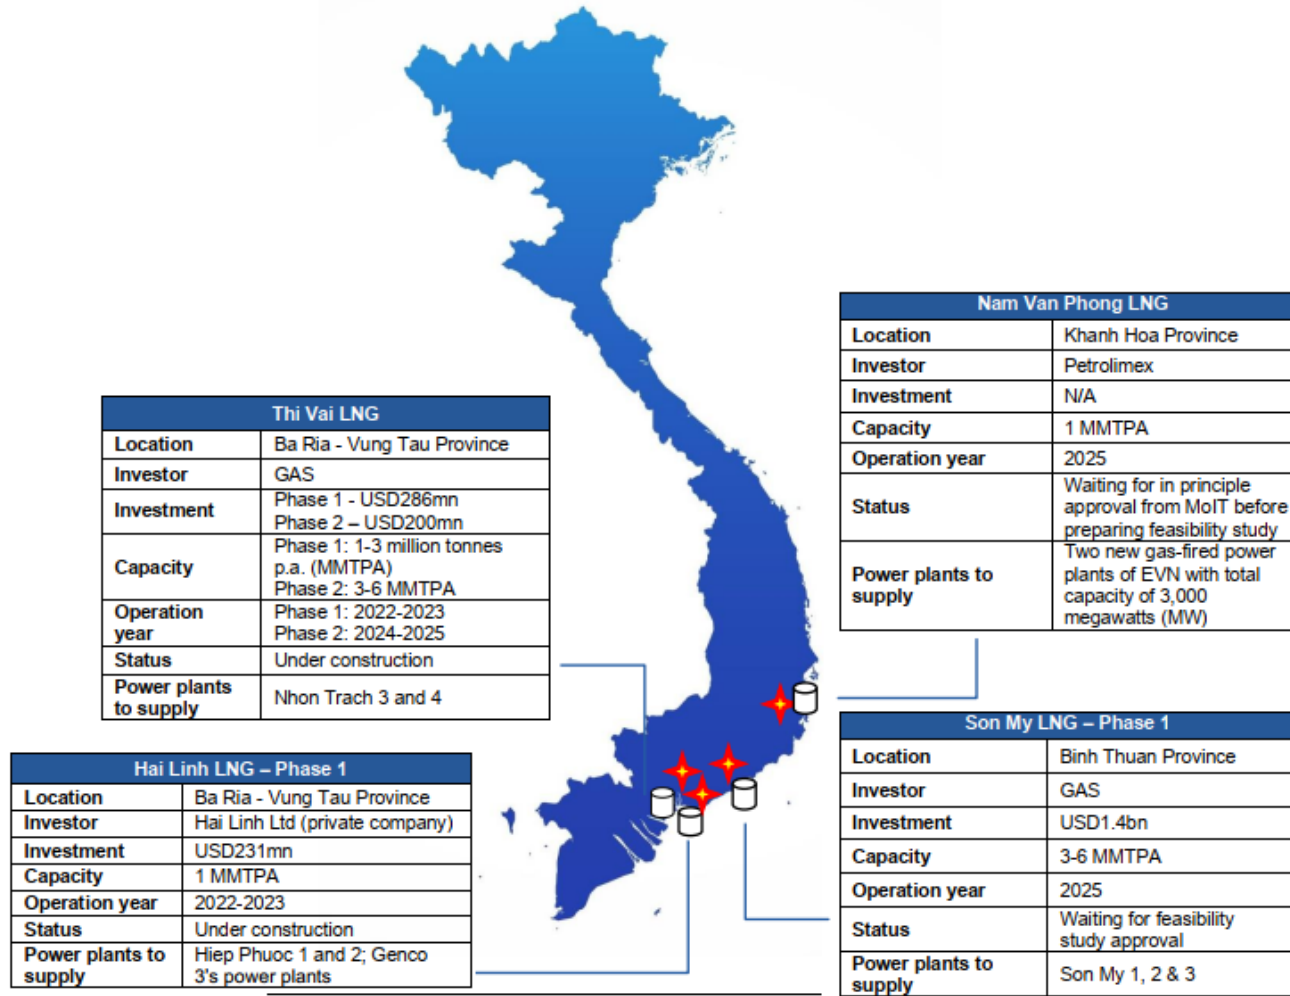 Nam Van Phong LNG
Location Khanh Hoa Province
Investor Petrolimex
Investment N/A
Capacity 1 MMTPA
Operation year 2025
Status Waiting for in principle
approval from MoIT before
preparing feasibility study
Power plants to supply Two new gas-fired power
plants of EVN with total
capacity of 3,000
megawatts (MW)
Thi Vai LNG
Location Ba Ria - Vung Tau Province
Investor GAS
Investment Phase 1 - USD286mn
Phase 2 – USD200mn
Capacity Phase 1: 1-3 million tonnes
p.a. (MMTPA)
Phase 2: 3-6 MMTPA
Operation year Phase 1: 2022-2023
Phase 2: 2024-2025
Status Under construction
Power plants to supply Nhon Trach 3 and 4
Son My LNG – Phase 1
Location Binh Thuan Province
Investor GAS
Investment USD1.4bn
Capacity 3-6 MMTPA
Operation year 2025
Status Waiting for feasibility
study approval
Power plants to supply Son My 1, 2 & 3
Hai Linh LNG – Phase 1
Location Ba Ria - Vung Tau Province
Investor Hai Linh Ltd (private company)
Investment USD231mn
Capacity 1 MMTPA
Operation year 2022-2023
Status Under construction
Power plants to supply Hiep Phuoc 1 and 2; Genco
3's power plants